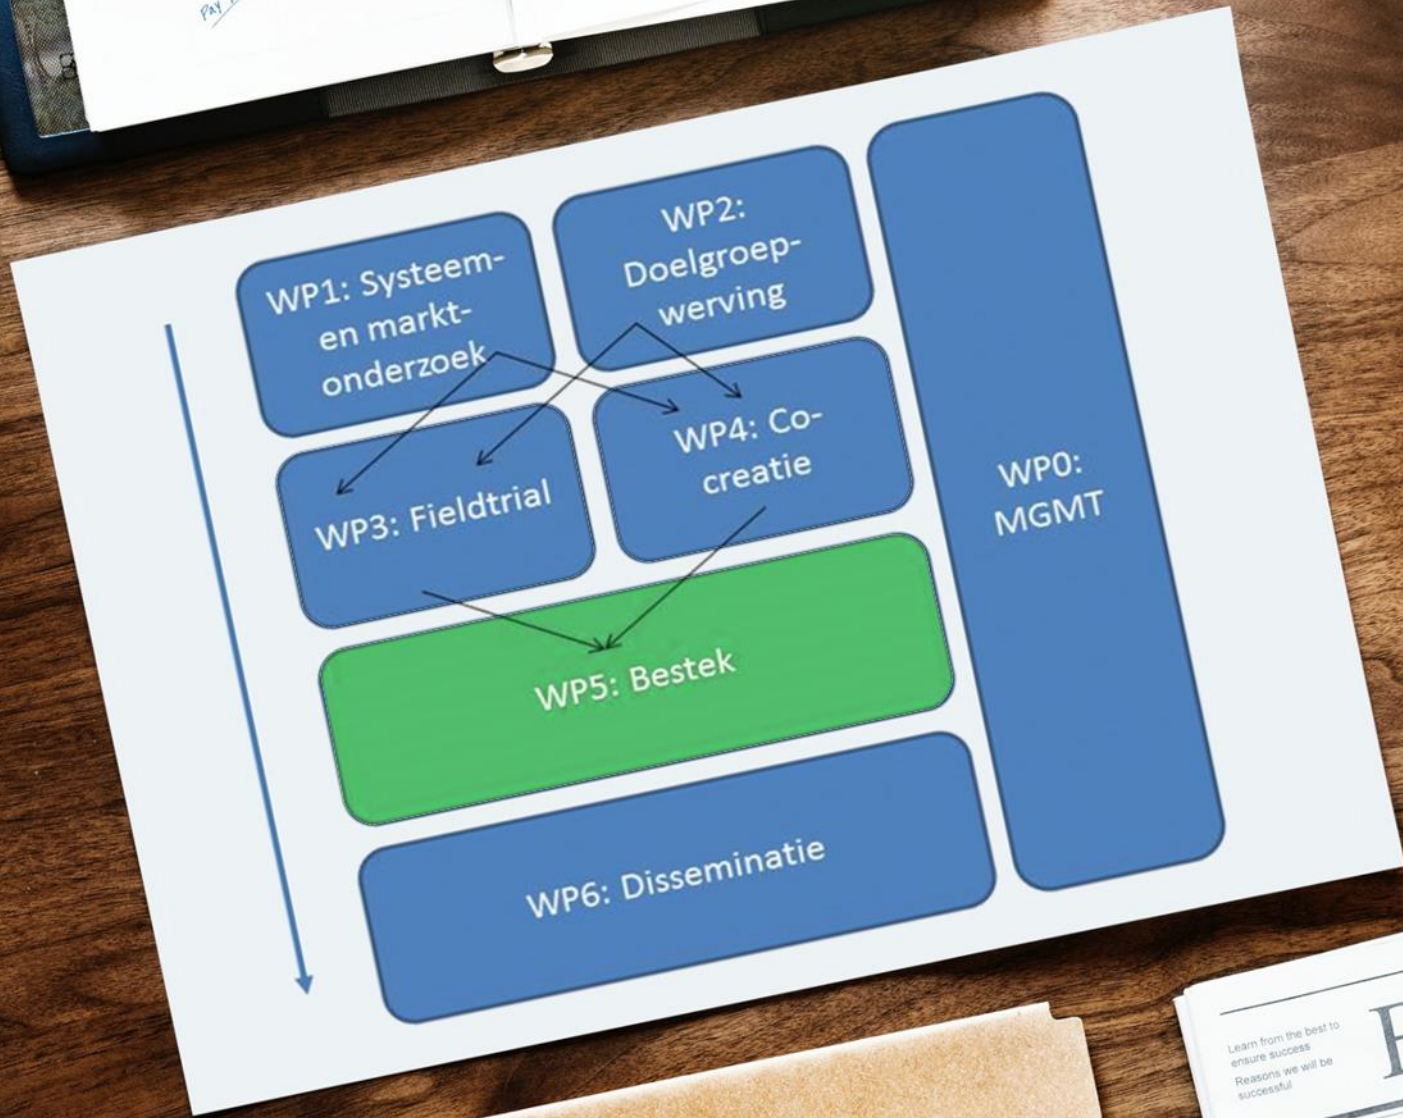 Pay
WP1: Systeem-
en markt-
onderzoek
WP2:
Doelgroep-
werving
WP3: Fieldtrial
WP4: Co-
creatie
WP5: Bestek
WP6: Disseminatie
WP0:
MGMT
Learn from the best to
ensure success
Reasons we will be
successful